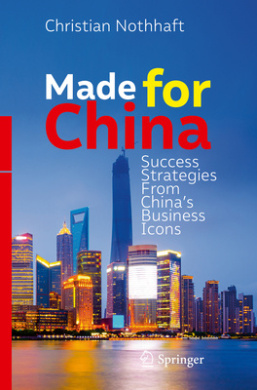 Christian Nothhaft
Made for
China
Success
Strategies
From
China's
Business
Icons
Springer